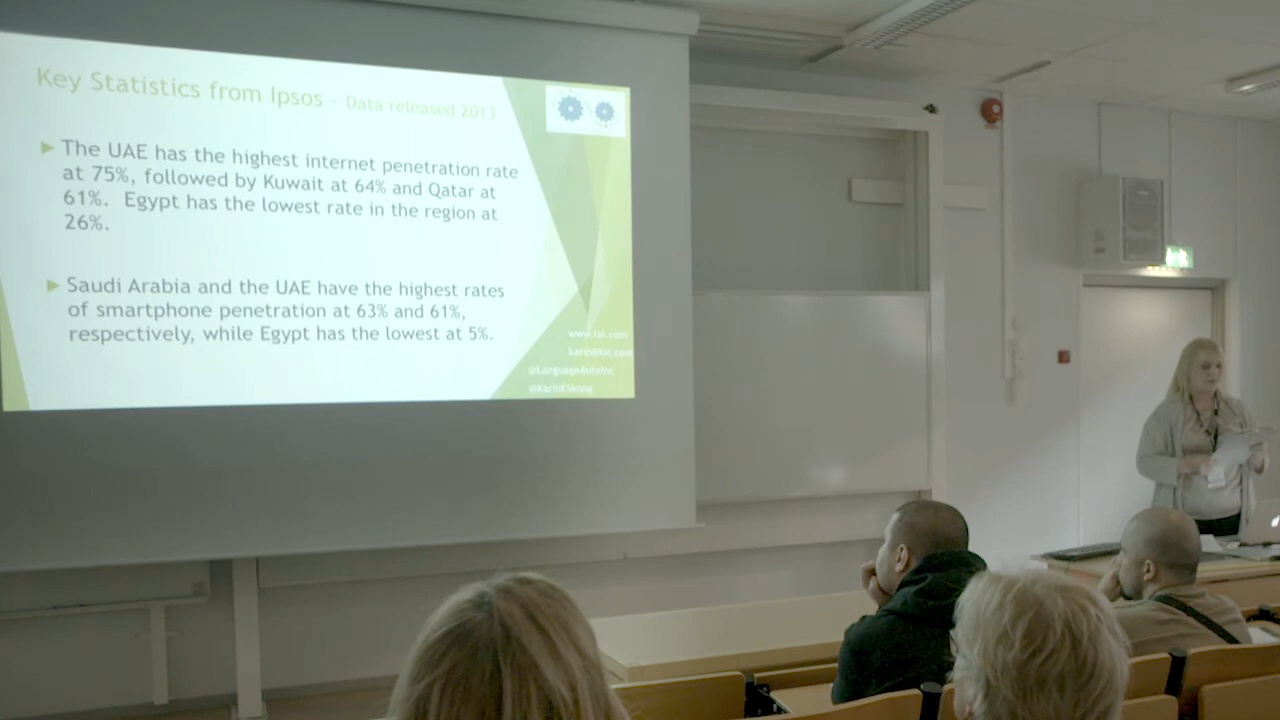 Key Statistics from Ipsos - Data released 2013
The UAE has the highest internet penetration rate
at 75%, followed by Kuwait at 64% and Qatar at
61%. Egypt has the lowest rate in the region at
26%.
Saudi Arabia and the UAE have the highest rates
of smartphone penetration at 63% and 61%,
respectively, while Egypt has the lowest at 5%.
@LanguageAutoInc
@KarinESkoog